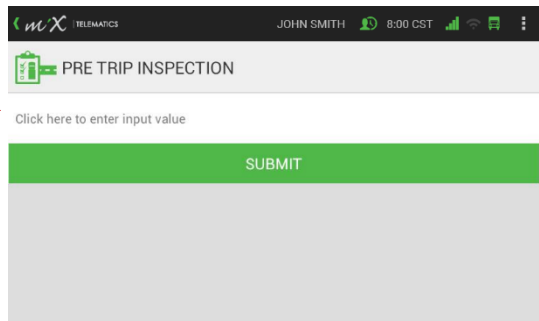 miX TELEMATICS JOHN SMITH 8:00 CST
PRE TRIP INSPECTION
Click here to enter input value
SUBMIT